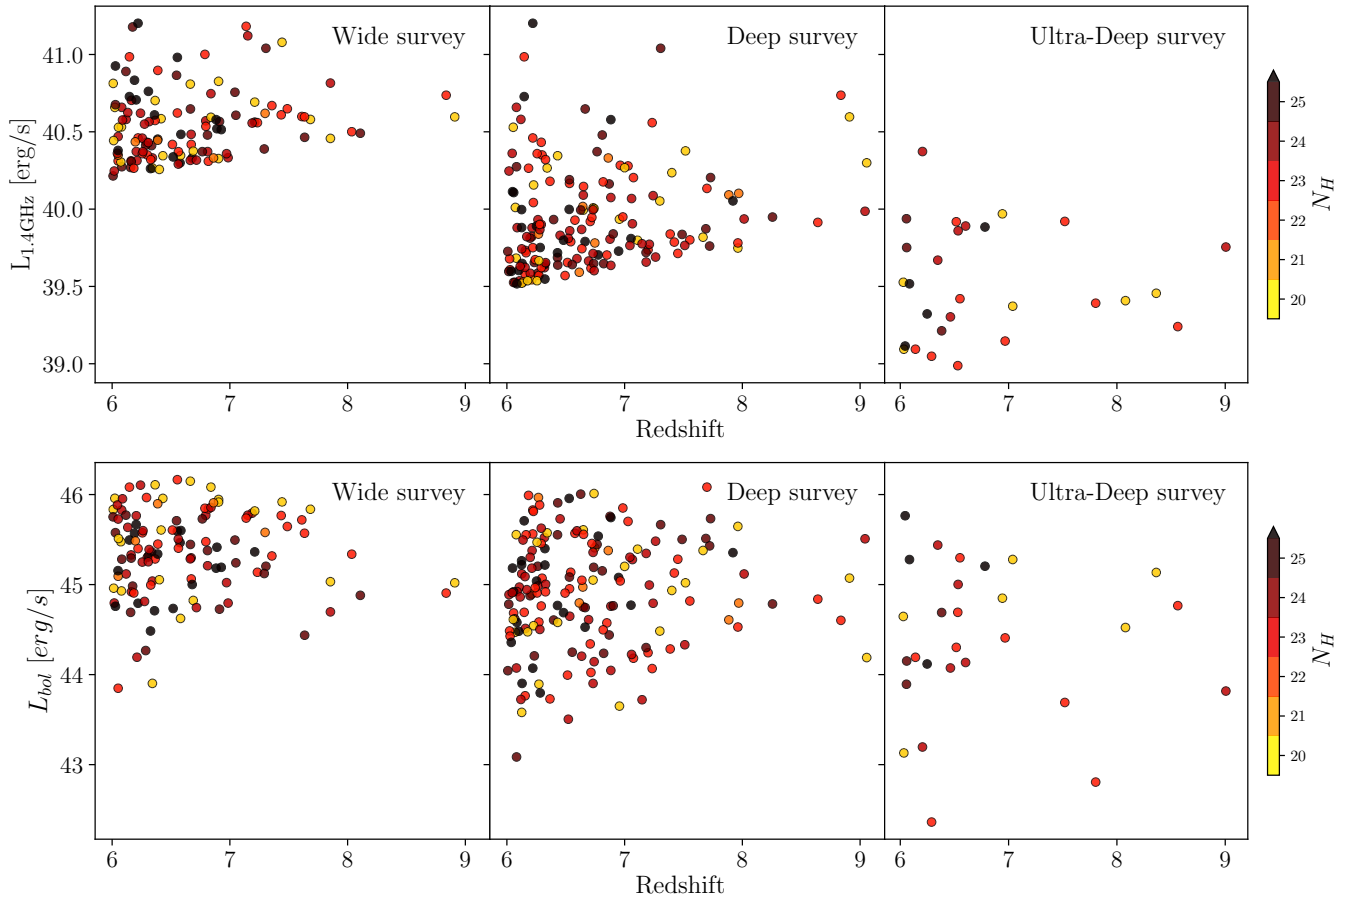 Wide survey Deep survey Ultra-Deep survey
41.0
40.5
40.0
39.5
39.0
L1.4GHz [erg/s]
6 7 8 9 6 7 8 9 6 7 8 9
Redshift
25
24
23
22
21
20
N_H
Wide survey Deep survey Ultra-Deep survey
46
45
44
43
L_bol [erg/s]
6 7 8 9 6 7 8 9 6 7 8 9
Redshift
25
24
23
22
21
20
N_H